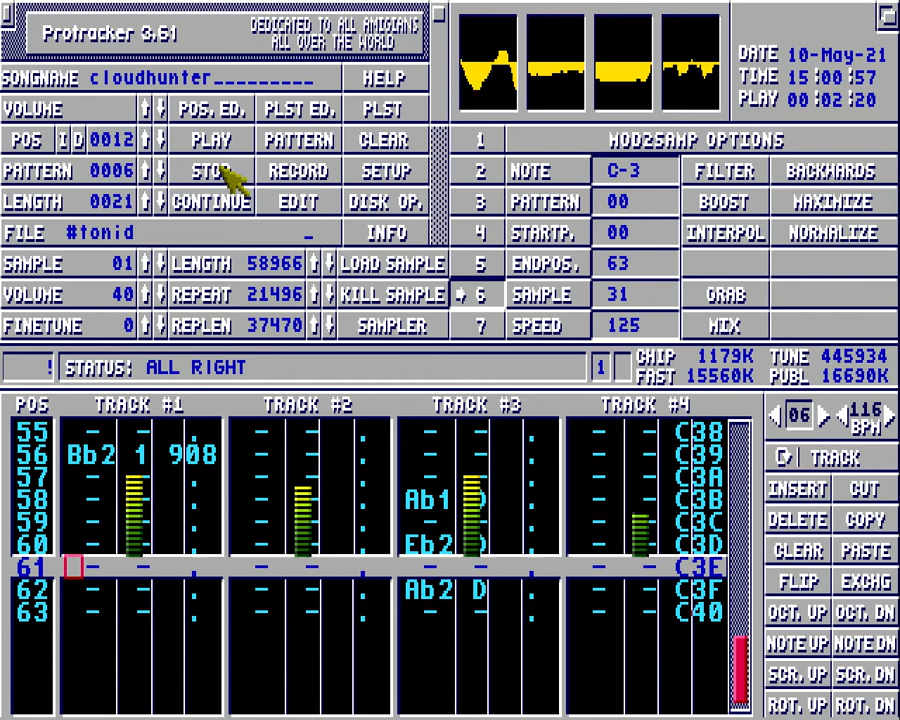 Protracker 3.61
DEDICATED TO ALL AMIGIANS
ALL OVER THE WORLD
SONGNAME cloudhunter_________ HELP
VOLUME POS. ED. PLST ED. PLST
POS I D 0012 PLAY PATTERN CLEAR
PATTERN 0006 STOP RECORD SETUP
LENGTH 0021 CONTINUE EDIT DISK OP.
FILE #tonid _ INFO
SAMPLE 01 LENGTH 58966 LOAD SAMPLE
VOLUME 40 REPEAT 21496 KILL SAMPLE
FINETUNE 0 REPLEN 37470 SAMPLER
DATE 10-May-21
TIME 15:00:57
PLAY 00:02:20
1 MOD2SAMP OPTIONS
2 NOTE C-3 FILTER BACKWARDS
3 PATTERN 00 BOOST MAXIMIZE
4 STARTP. 00 INTERPOL NORMALIZE
5 ENDPOS. 63
6 SAMPLE 31 GRAB
7 SPEED 125 MIX
! STATUS: ALL RIGHT 1
CHIP 1179K TUNE 445934
FAST 15560K PUBL 16690K
POS TRACK #1 TRACK #2 TRACK #3 TRACK #4
55 - - . - - . - - . - - C38
56 Bb2 1 908 - - . - - . - - C39
57 - - . - - . - - . - - C3A
58 - - . - - . Ab1 D . - - C3B
59 - - . - - . - - . - - C3C
60 - - . - - . Eb2 D . - - C3D
61 - - . - - . - - . - - C3E
62 - - . - - . Ab2 D . - - C3F
63 - - . - - . - - . - - C40
06 116
BPM
TRACK
INSERT CUT
DELETE COPY
CLEAR PASTE
FLIP EXCHG
OCT. UP OCT. DN
NOTE UP NOTE DN
SCR. UP SCR. DN
ROT. UP ROT. DN